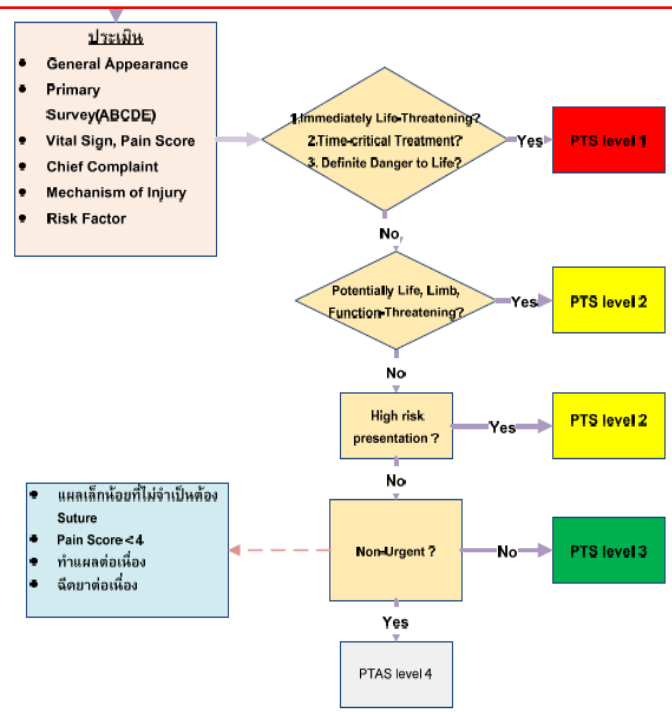 ประเมิน
General Appearance
Primary
Survey(ABCDE)
Vital Sign, Pain Score
Chief Complaint
Mechanism of Injury
Risk Factor
1.Immediately Life-Threatening?
2.Time-critical Treatment?
3. Definite Danger to Life?
Yes
PTS level 1
No
Potentially Life, Limb,
Function-Threatening?
Yes
PTS level 2
No
High risk
presentation ?
Yes
PTS level 2
No
แผลเล็กน้อยที่ไม่จำเป็นต้อง
Suture
Pain Score<4
ทำแผลต่อเนื่อง
ฉีดยาต่อเนื่อง
Non-Urgent ?
No
PTS level 3
Yes
PTAS level 4